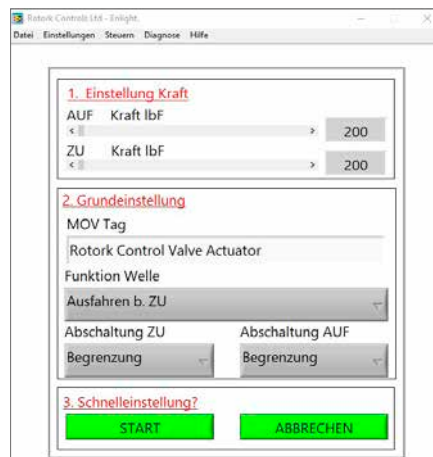 Rotork Controls Ltd - Enlight.
Datei Einstellungen Steuern Diagnose Hilfe
1. Einstellung Kraft
AUF Kraft lbF
200
ZU Kraft lbF
200
2. Grundeinstellung
MOV Tag
Rotork Control Valve Actuator
Funktion Welle
Ausfahren b. ZU
Abschaltung ZU Abschaltung AUF
Begrenzung Begrenzung
3. Schnelleinstellung?
START ABBRECHEN